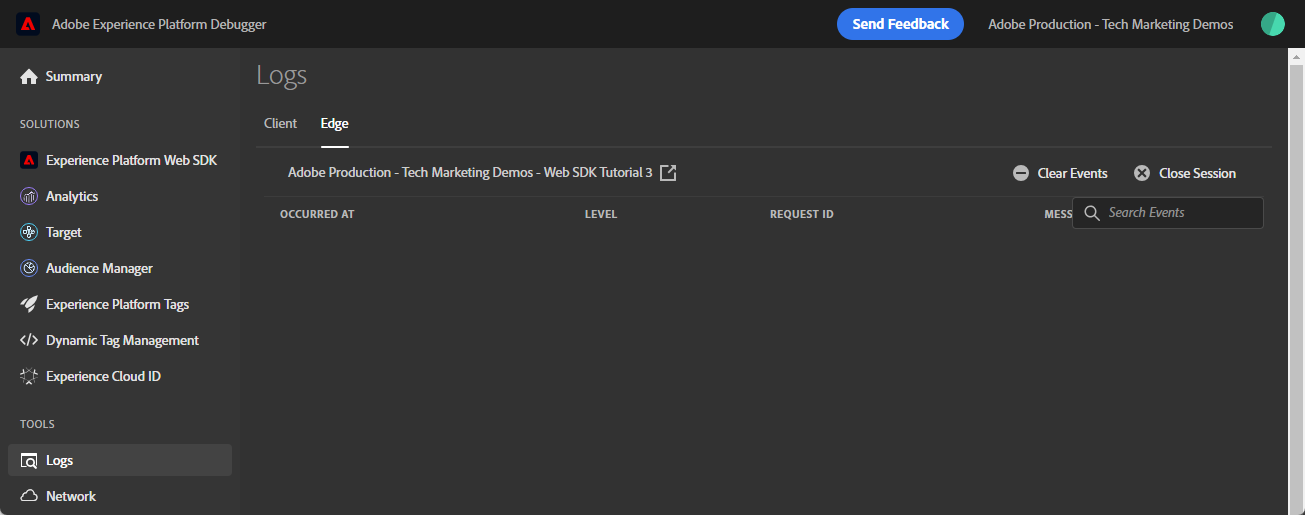 Adobe Experience Platform Debugger
Send Feedback
Adobe Production - Tech Marketing Demos
Summary
SOLUTIONS
Experience Platform Web SDK
Analytics
Target
Audience Manager
Experience Platform Tags
Dynamic Tag Management
Experience Cloud ID
TOOLS
Logs
Network
Logs
Client Edge
Adobe Production - Tech Marketing Demos - Web SDK Tutorial 3
Clear Events
Close Session
OCCURRED AT LEVEL REQUEST ID MESS
Search Events